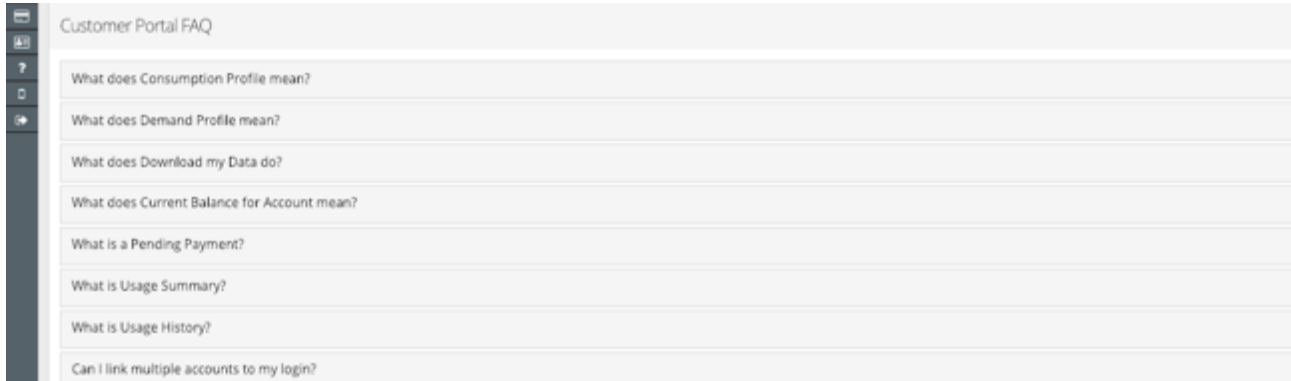 Customer Portal FAQ
What does Consumption Profile mean?
What does Demand Profile mean?
What does Download my Data do?
What does Current Balance for Account mean?
What is a Pending Payment?
What is Usage Summary?
What is Usage History?
Can I link multiple accounts to my login?